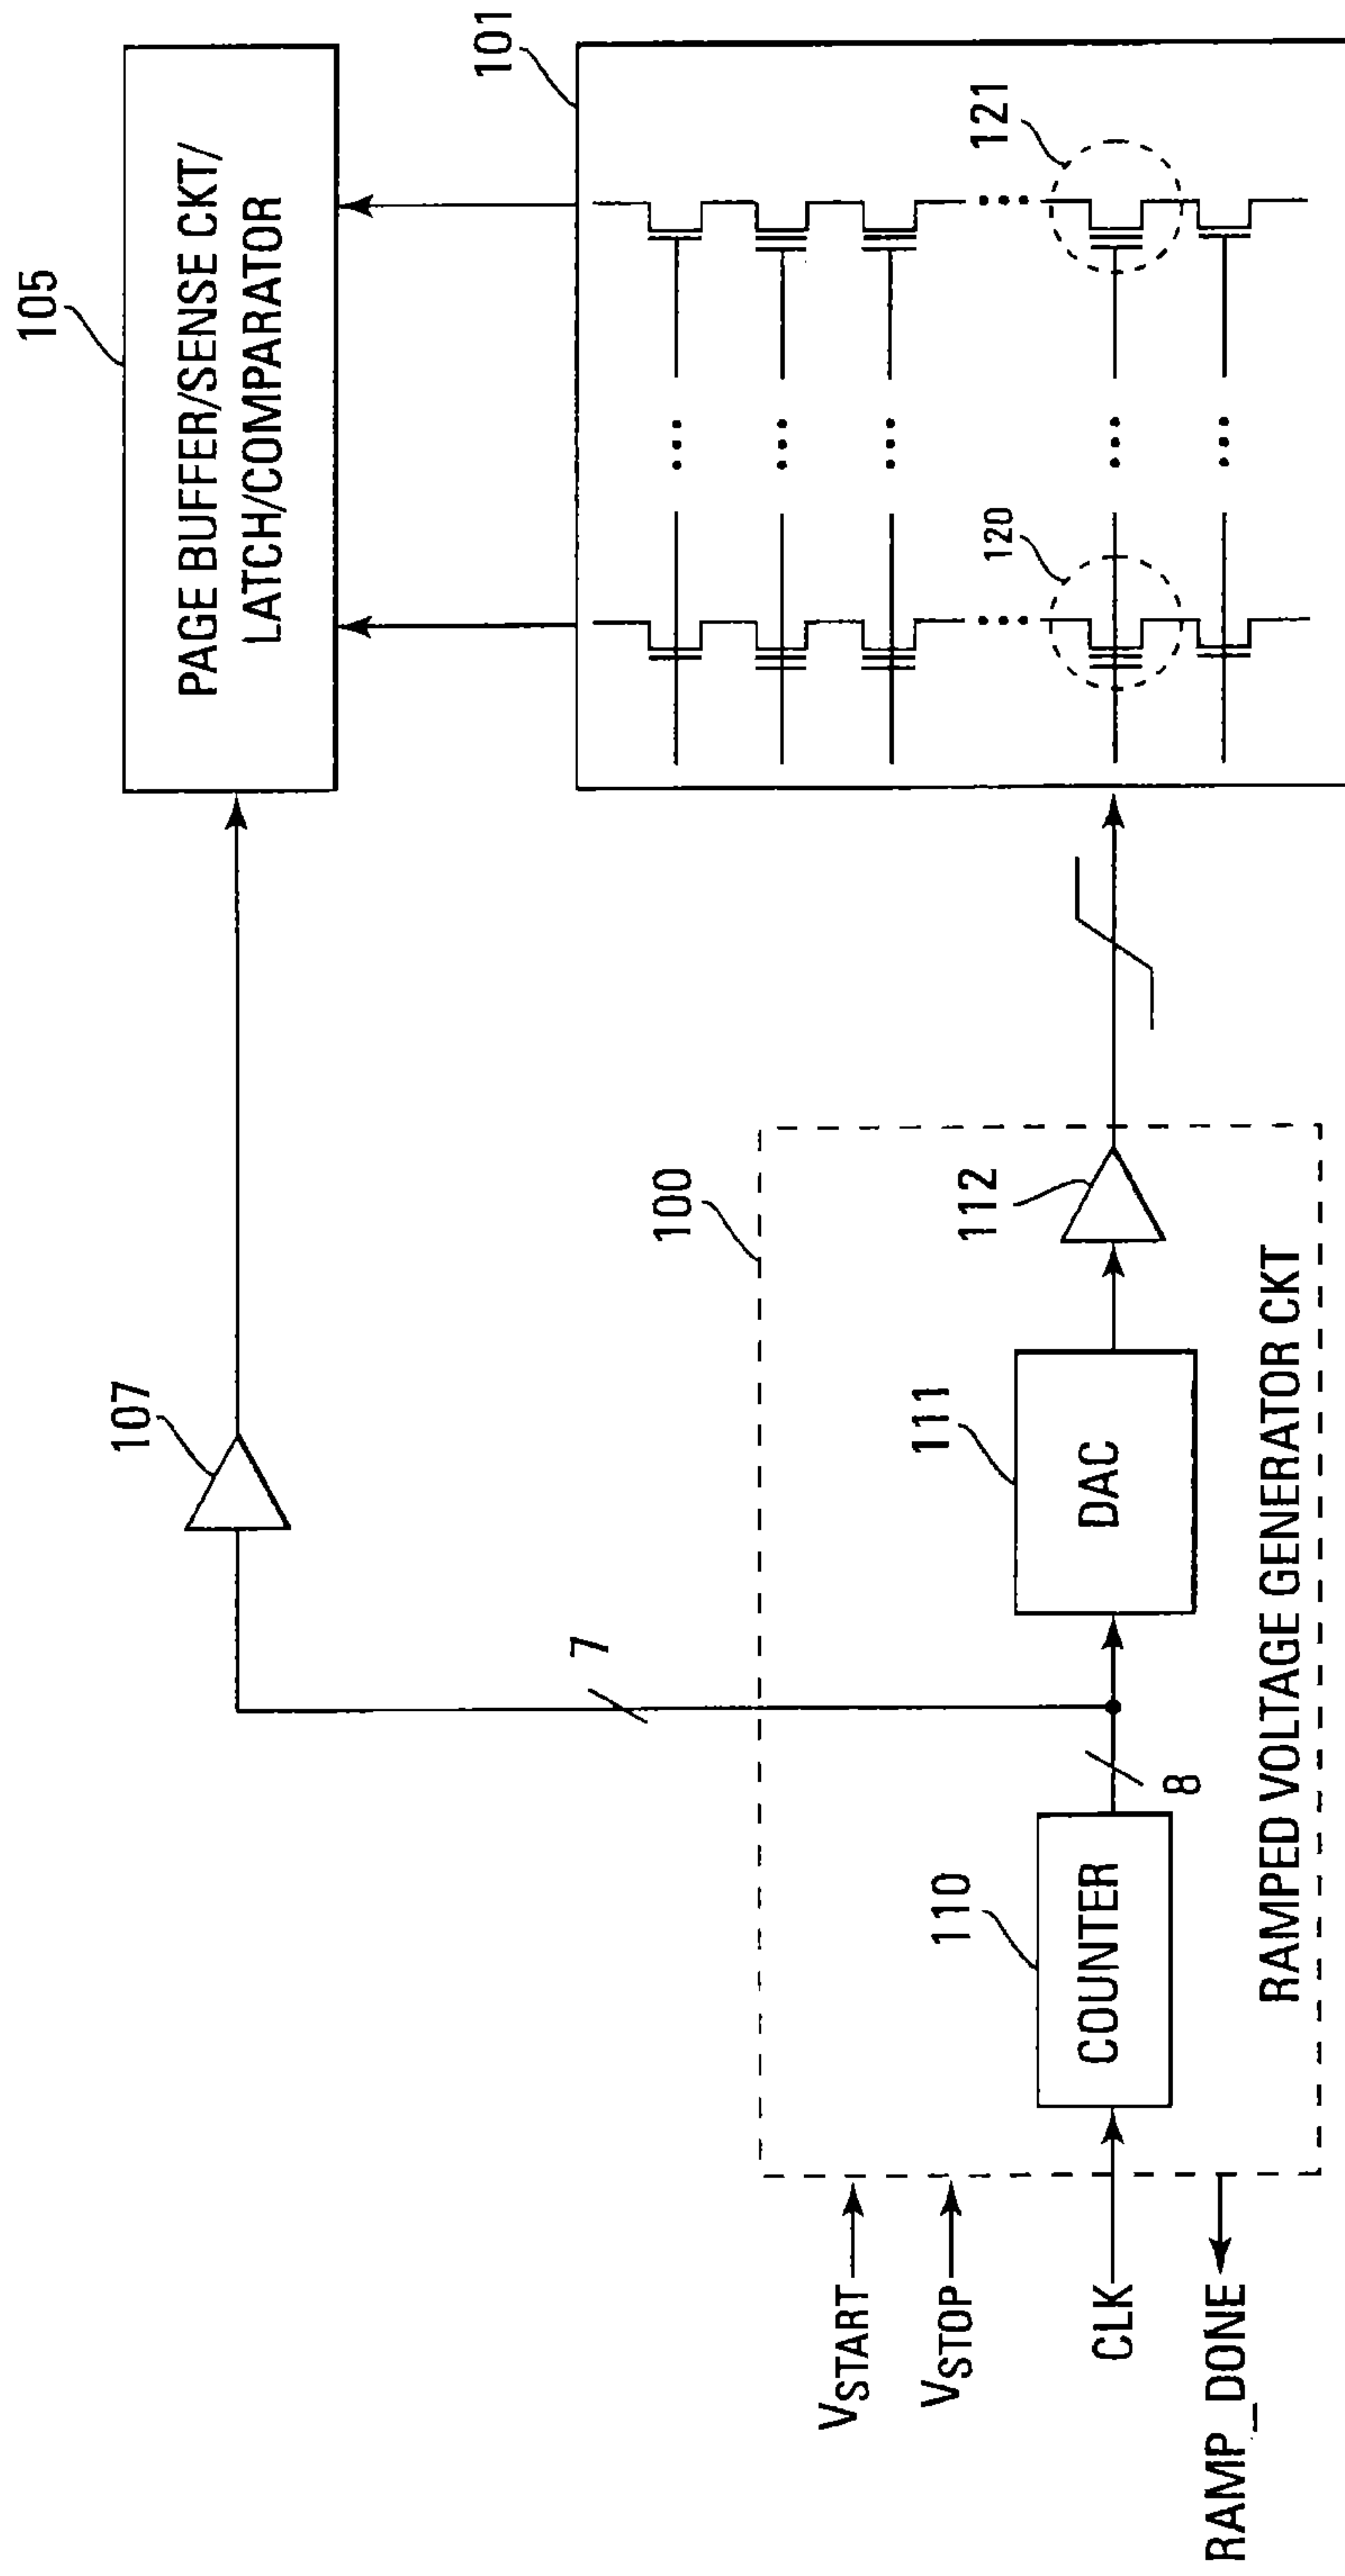 105
PAGE BUFFER/SENSE CKT/
LATCH/COMPARATOR
101
121
120
107
7
100
112
111
DAC
8
110
COUNTER
RAMPED VOLTAGE GENERATOR CKT
VSTART
VSTOP
CLK
RAMP_DONE